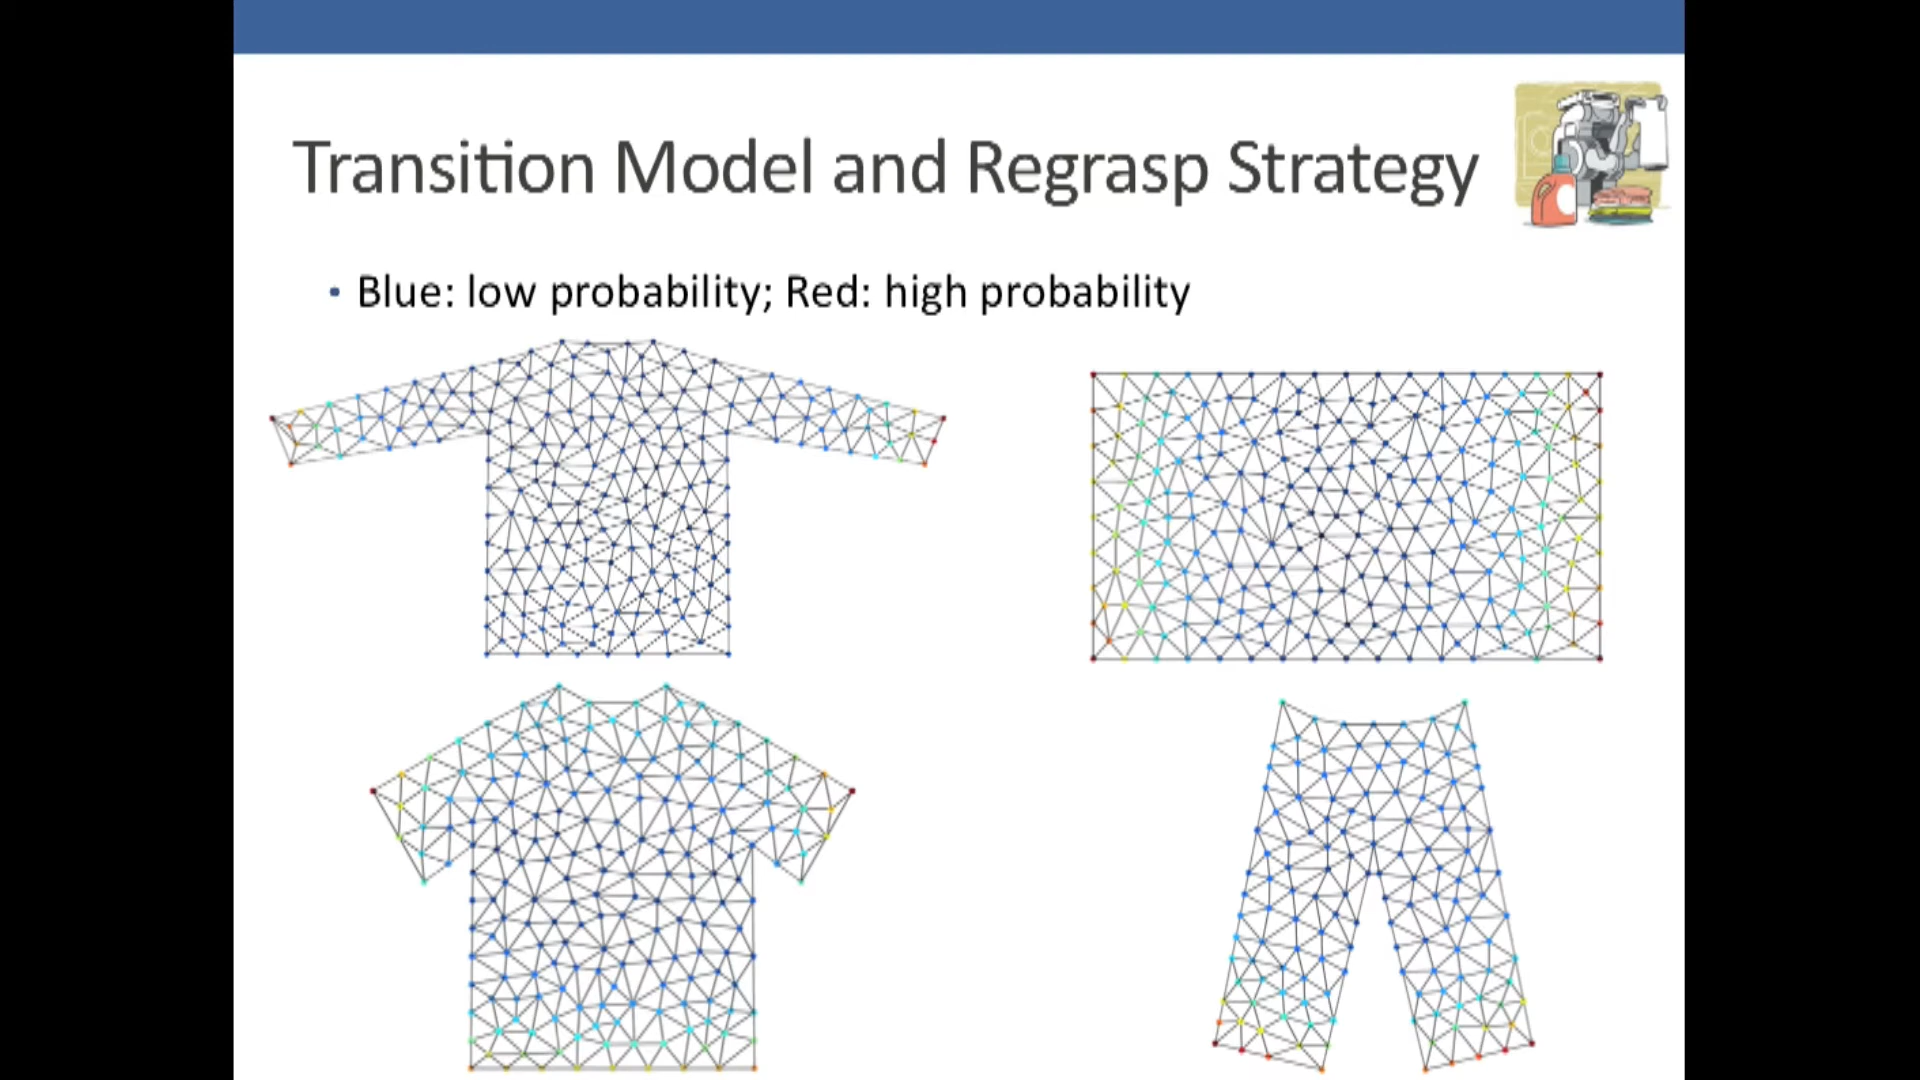 Transition Model and Regrasp Strategy
• Blue: low probability; Red: high probability